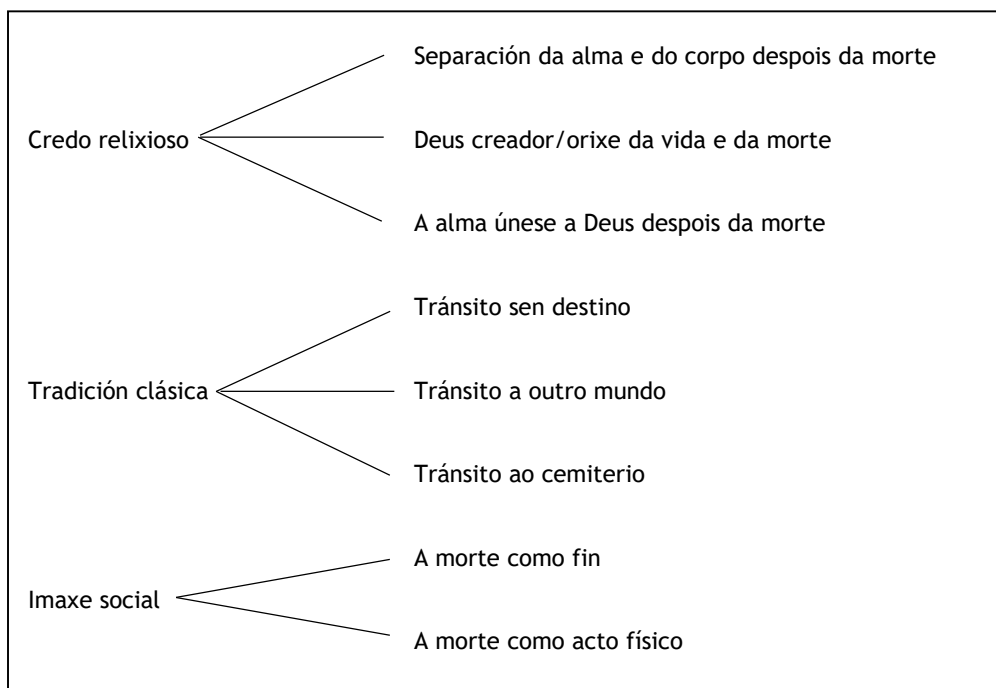 Credo relixioso
Separación da alma e do corpo despois da morte
Deus creador/orixe da vida e da morte
A alma únese a Deus despois da morte
Tradición clásica
Tránsito sen destino
Tránsito a outro mundo
Tránsito ao cemiterio
Imaxe social
A morte como fin
A morte como acto físico